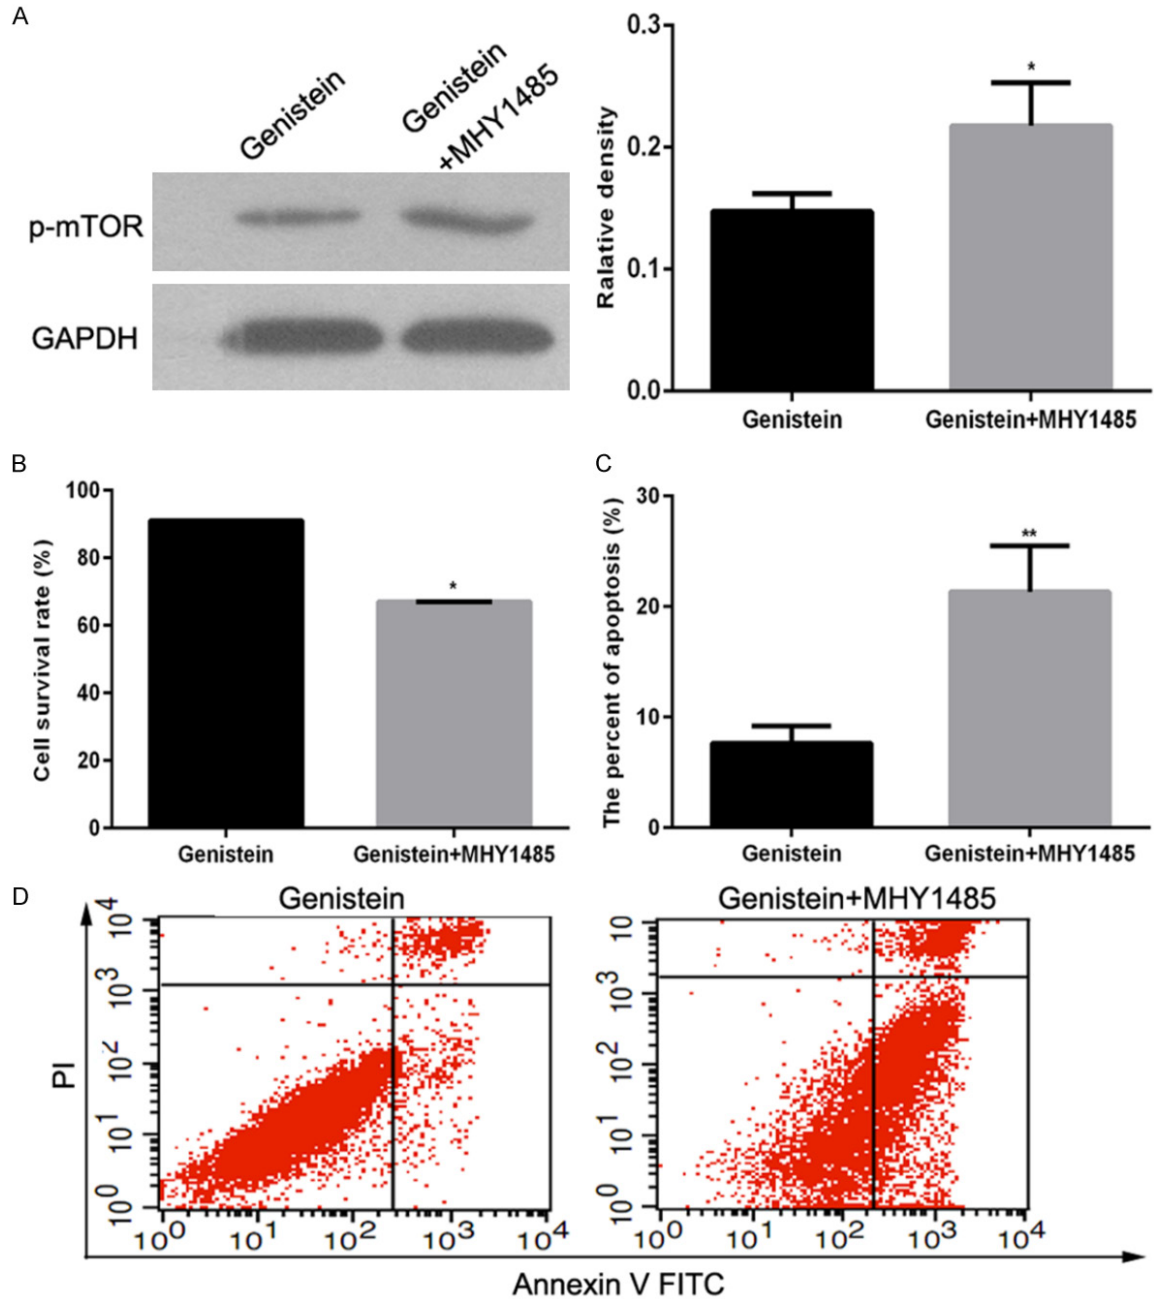 A
Genistein
Genistein
+MHY1485
p-mTOR
GAPDH
Ralative density
0.3
0.2
0.1
0.0
*
Genistein
Genistein+MHY1485
B
Cell survival rate (%)
100
80
60
40
20
0
*
Genistein
Genistein+MHY1485
C
The percent of apoptosis (%)
30
20
10
0
**
Genistein
Genistein+MHY1485
D
Genistein
Genistein+MHY1485
PI
10^4
10^3
10^2
10^1
10^0
10^0 10^1 10^2 10^3 10^4
10
10^3
10^2
10^1
10^0
10^0 10^1 10^2 10^3 10^4
Annexin V FITC